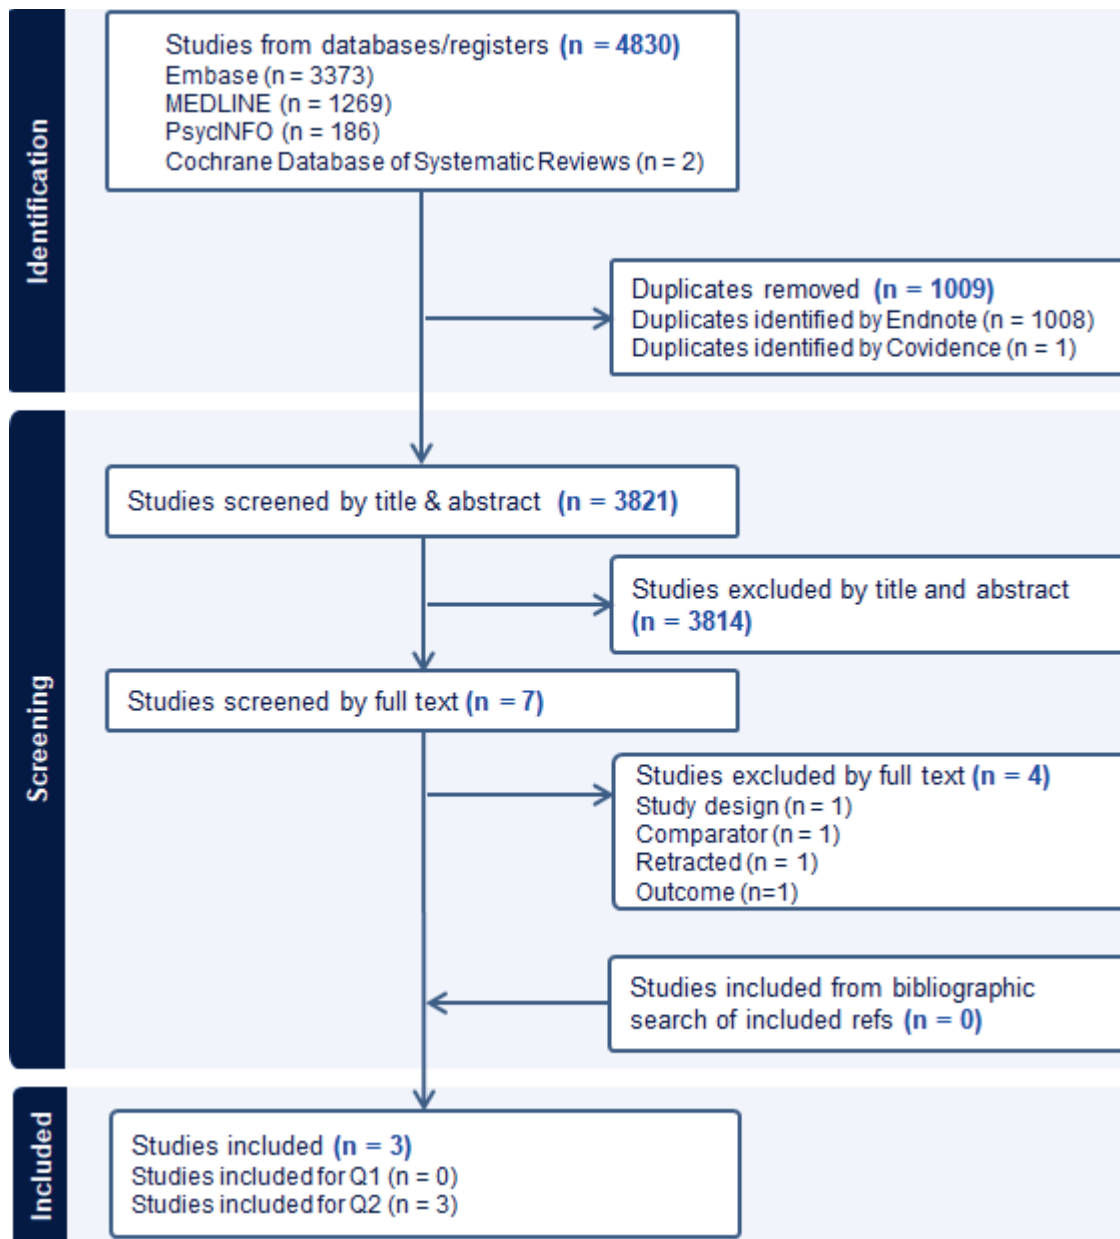 Identification
Studies from databases/registers (n = 4830)
Embase (n = 3373)
MEDLINE (n = 1269)
PsycINFO (n = 186)
Cochrane Database of Systematic Reviews (n = 2)
Duplicates removed (n = 1009)
Duplicates identified by Endnote (n = 1008)
Duplicates identified by Covidence (n = 1)
Screening
Studies screened by title & abstract (n = 3821)
Studies excluded by title and abstract
(n = 3814)
Studies screened by full text (n = 7)
Studies excluded by full text (n = 4)
Study design (n = 1)
Comparator (n = 1)
Retracted (n = 1)
Outcome (n=1)
Studies included from bibliographic
search of included refs (n = 0)
Included
Studies included (n = 3)
Studies included for Q1 (n = 0)
Studies included for Q2 (n = 3)